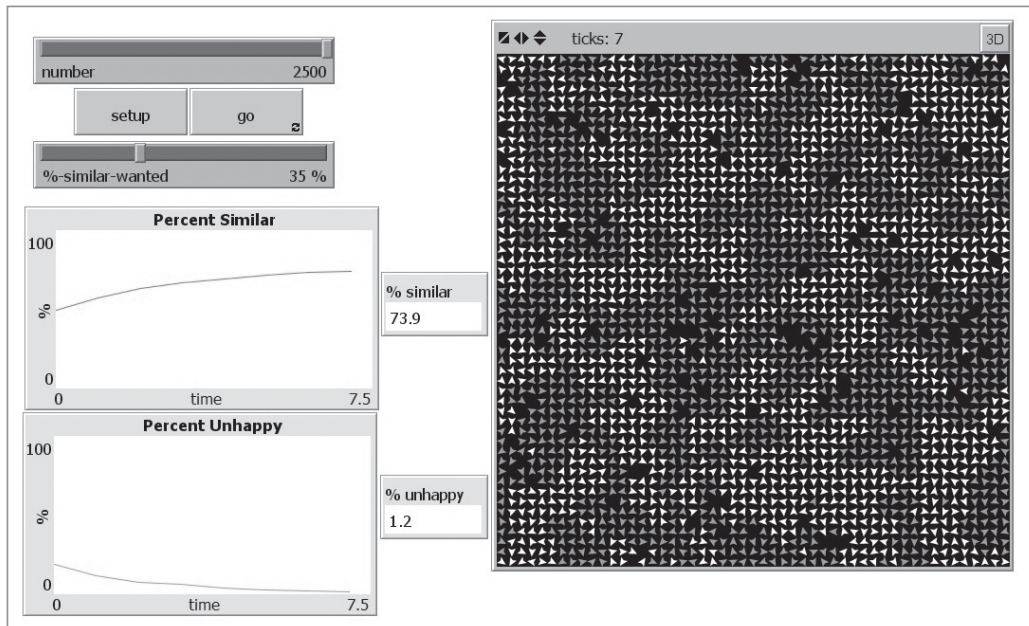 number 2500
setup go
%-similar-wanted 35 %
Percent Similar
100
%
0
0 time 7.5
% similar
73.9
Percent Unhappy
100
%
0
0 time 7.5
% unhappy
1.2
ticks: 7 3D